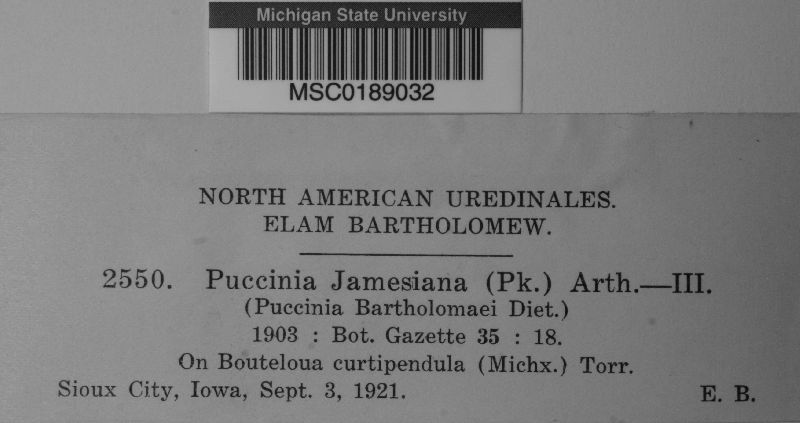 Michigan State University
MSC0189032
NORTH AMERICAN UREDINALES.
ELAM BARTHOLOMEW.
2550. Puccinia Jamesiana (Pk.) Arth.—III.
(Puccinia Bartholomaei Diet.)
1903 : Bot. Gazette 35 : 18.
On Bouteloua curtipendula (Michx.) Torr.
Sioux City, Iowa, Sept. 3, 1921. E. B.